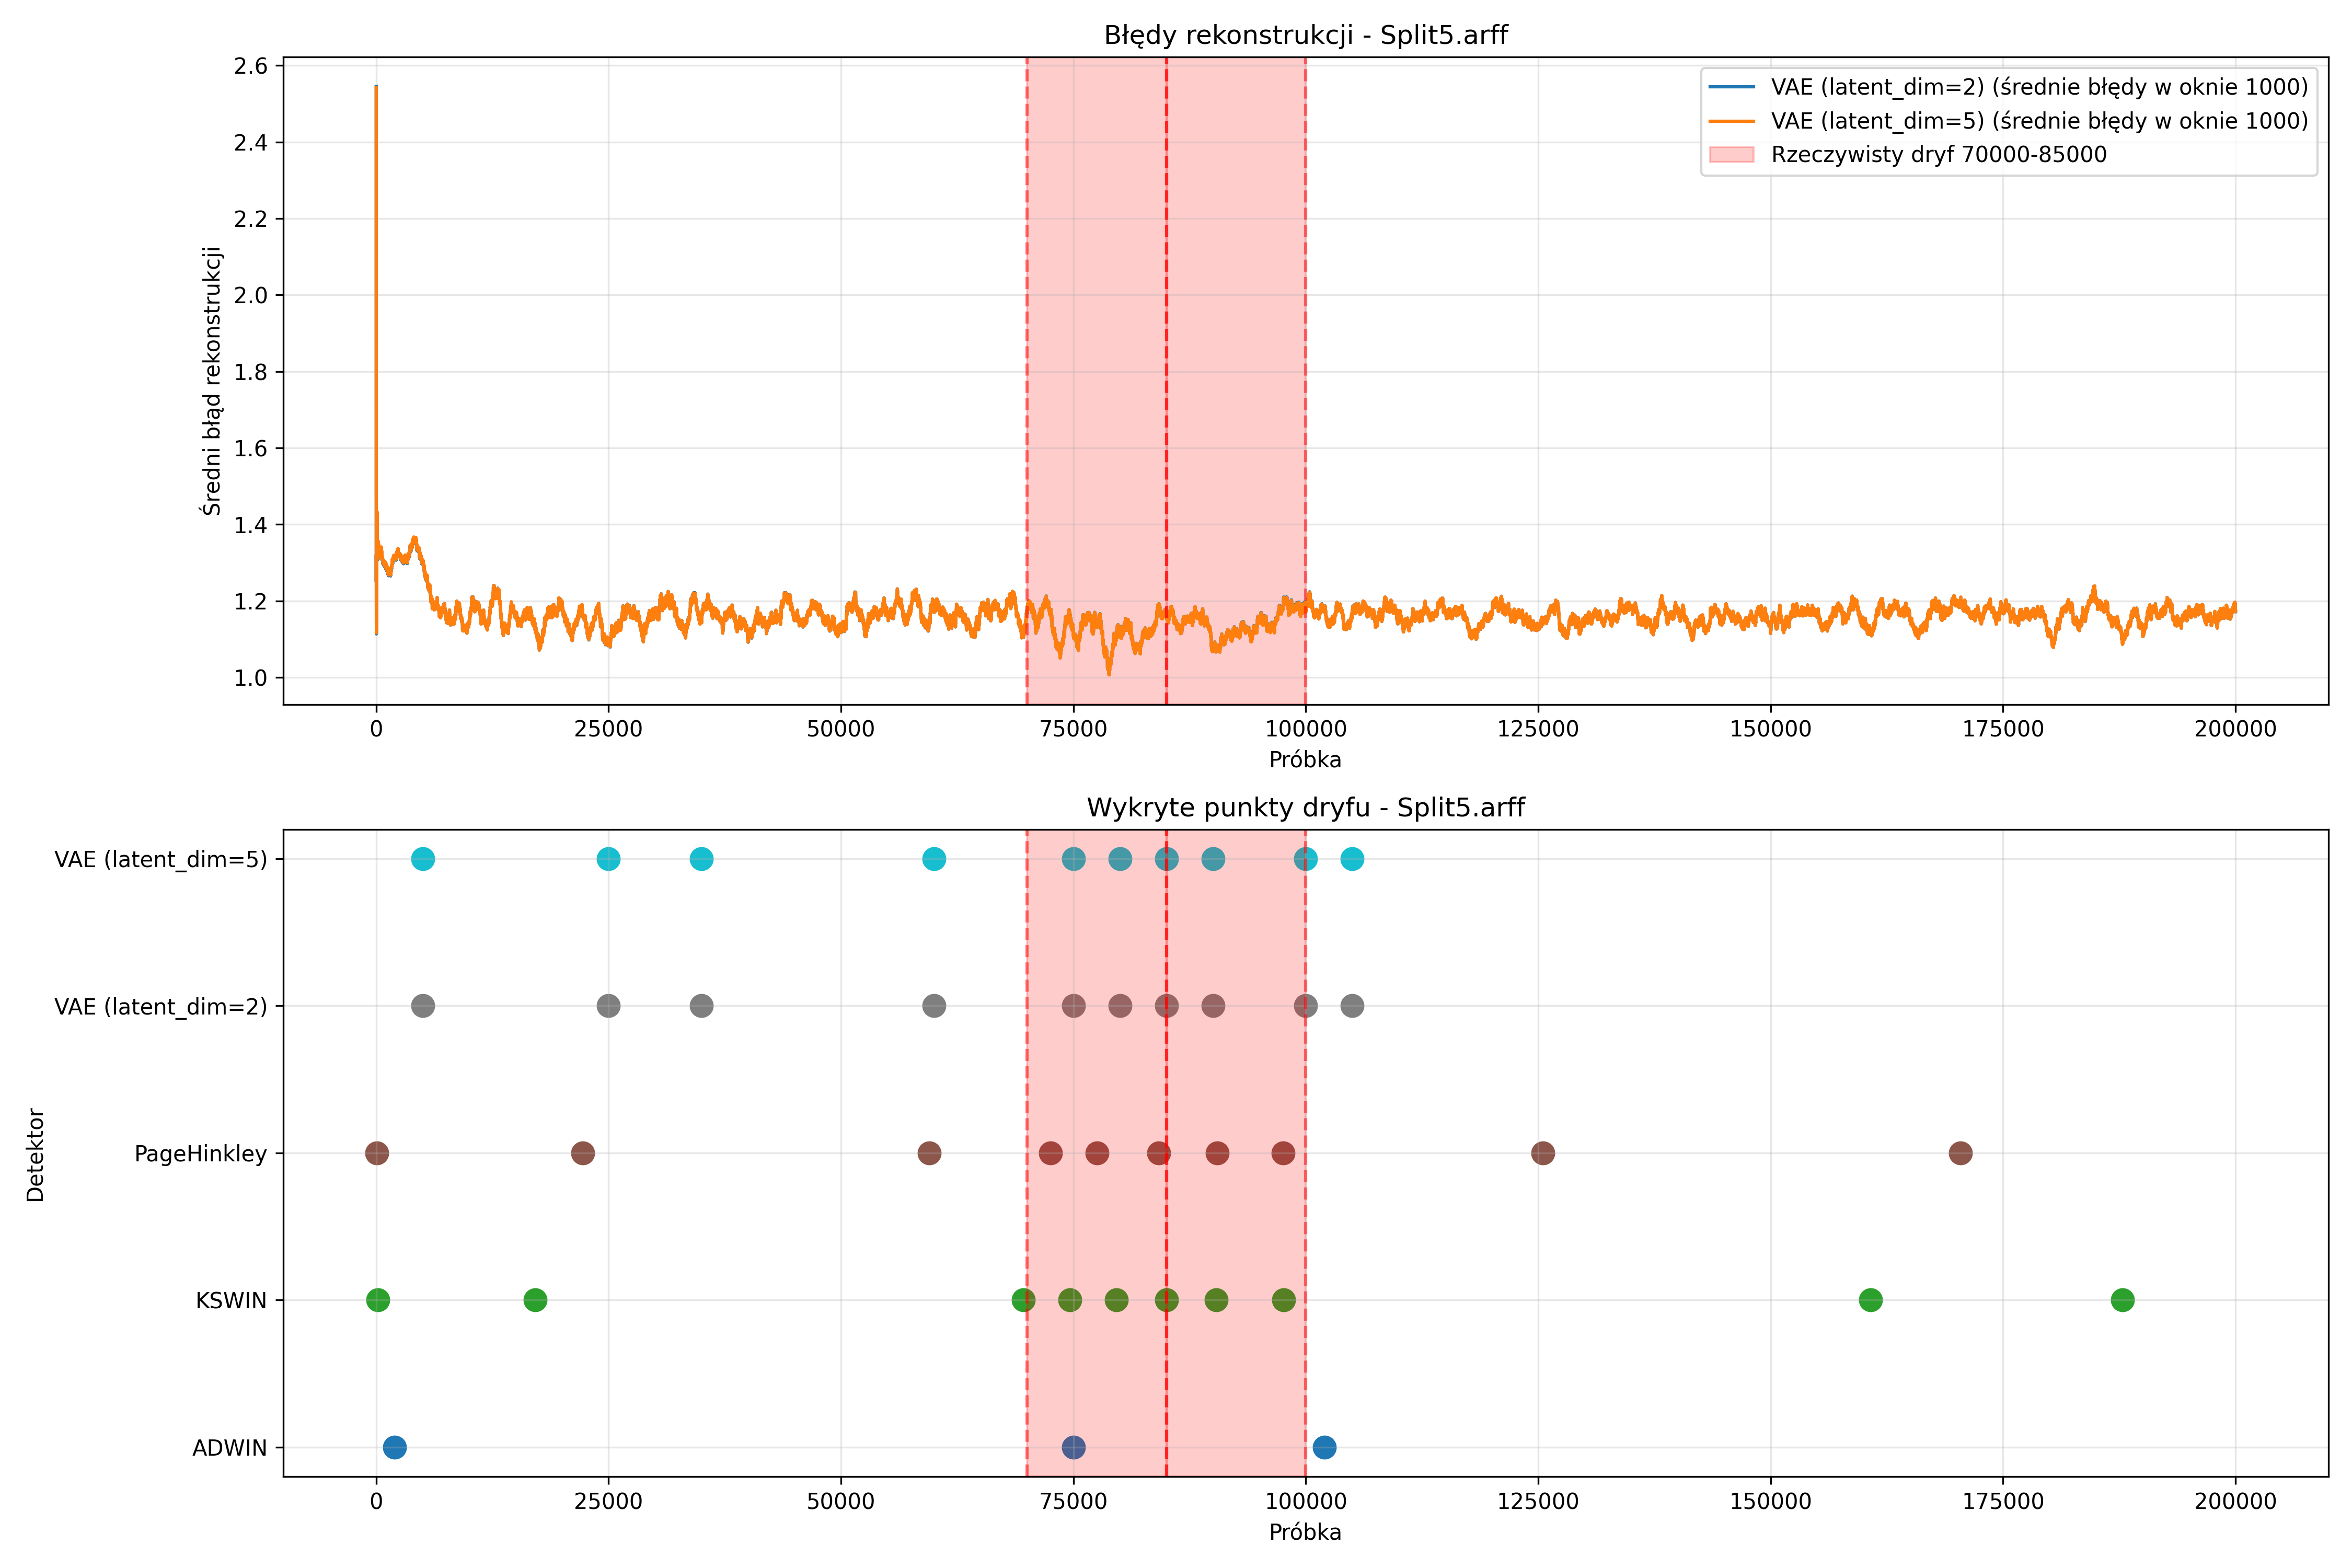 Błędy rekonstrukcji - Split5.arff
VAE (latent_dim=2) (średnie błędy w oknie 1000)
VAE (latent_dim=5) (średnie błędy w oknie 1000)
Rzeczywisty dryf 70000-85000
Średni błąd rekonstrukcji
2.6
2.4
2.2
2.0
1.8
1.6
1.4
1.2
1.0
0 25000 50000 75000 100000 125000 150000 175000 200000
Próbka
Wykryte punkty dryfu - Split5.arff
Detektor
VAE (latent_dim=5)
VAE (latent_dim=2)
PageHinkley
KSWIN
ADWIN
0 25000 50000 75000 100000 125000 150000 175000 200000
Próbka